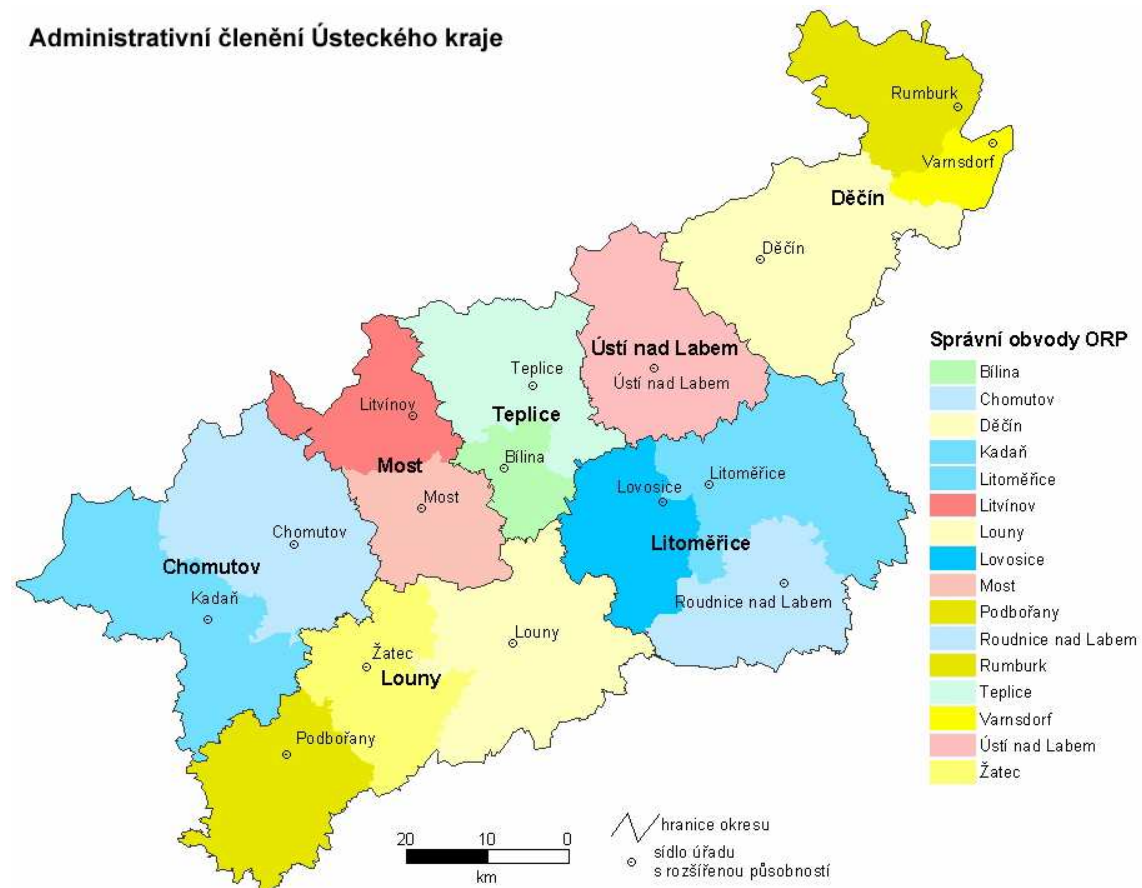 Administrativní členění Ústeckého kraje
Rumburk
Varnsdorf
Děčín
Děčín
Ústí nad Labem
Ústí nad Labem
Teplice
Teplice
Litvínov
Most
Bílina
Most
Litoměřice
Lovosice
Litoměřice
Chomutov
Chomutov
Kadaň
Roudnice nad Labem
Louny
Žatec
Louny
Podbořany
Správní obvody ORP
Bílina
Chomutov
Děčín
Kadaň
Litoměřice
Litvínov
Louny
Lovosice
Most
Podbořany
Roudnice nad Labem
Rumburk
Teplice
Varnsdorf
Ústí nad Labem
Žatec
20 10 0
km
hranice okresu
sídlo úřadu
s rozšířenou působností